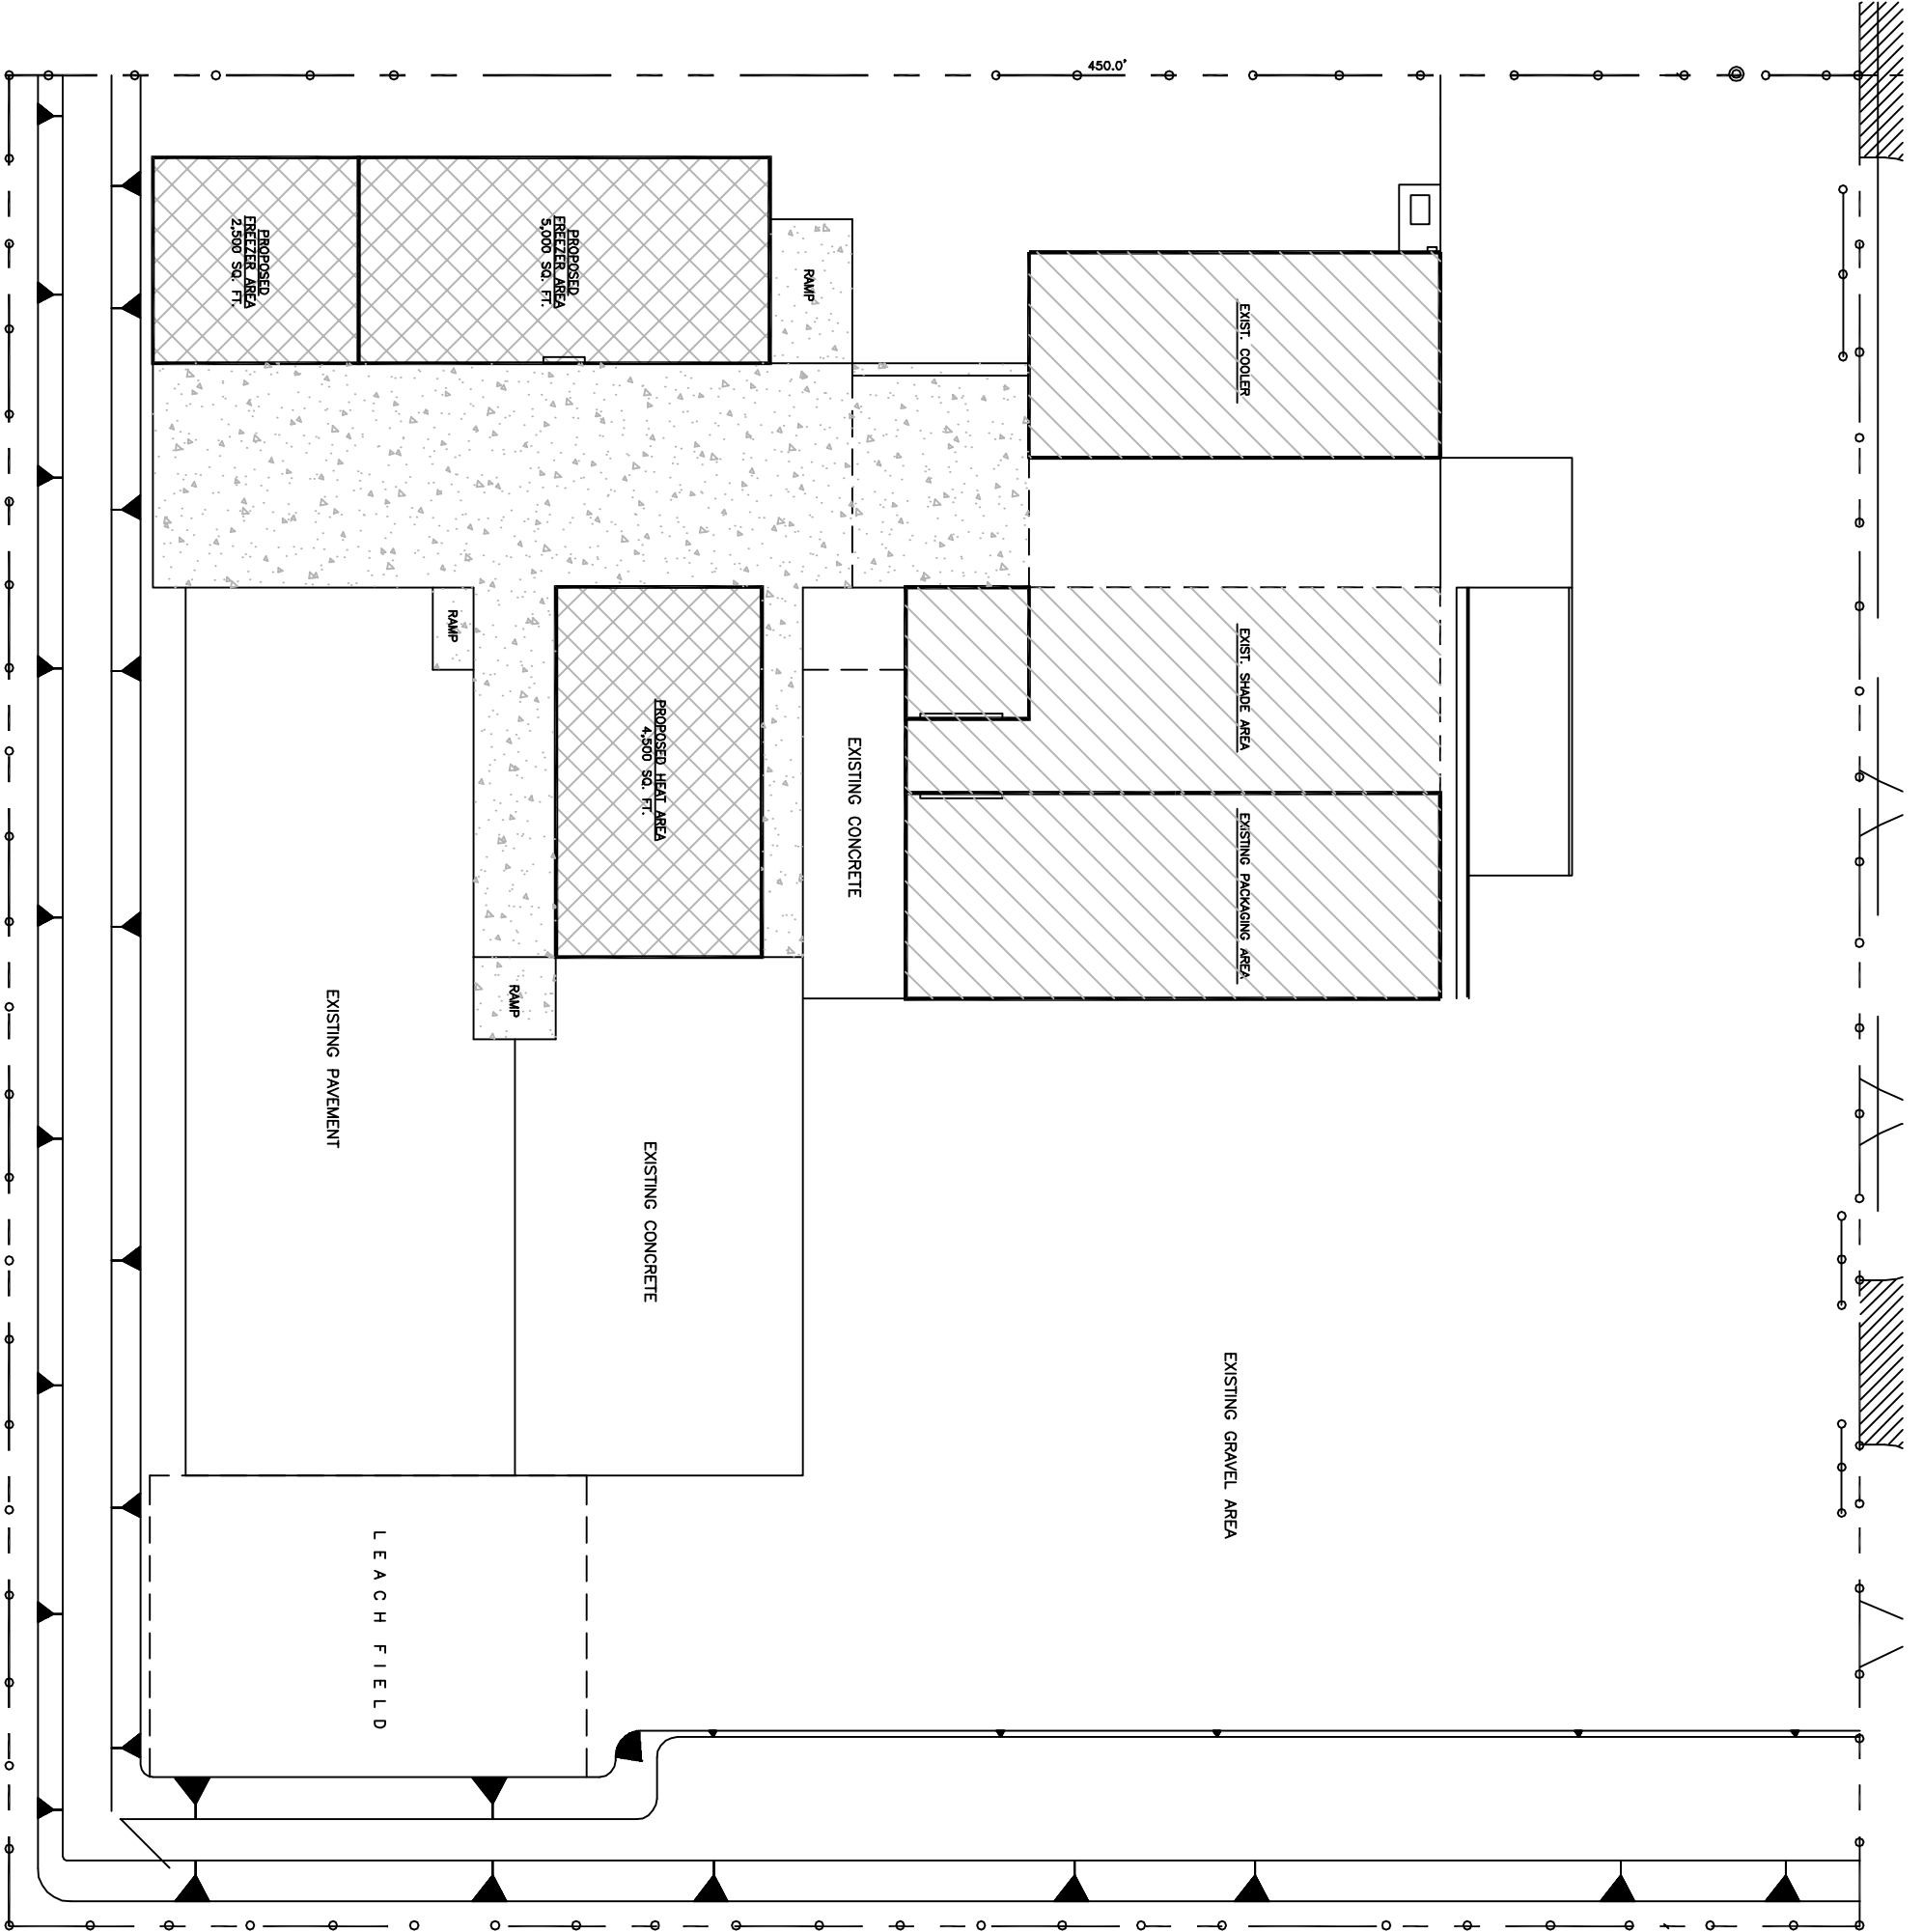 450.0'
PROPOSED
FREEZER AREA
2,500 SQ. FT.
PROPOSED
FREEZER AREA
5,000 SQ. FT.
RAMP
EXIST. COOLER
RAMP
PROPOSED HEAT AREA
4,500 SQ. FT.
EXISTING CONCRETE
EXIST. SHADE AREA
EXISTING PACKAGING AREA
EXISTING PAVEMENT
RAMP
EXISTING CONCRETE
EXISTING GRAVEL AREA
LEACH FIELD